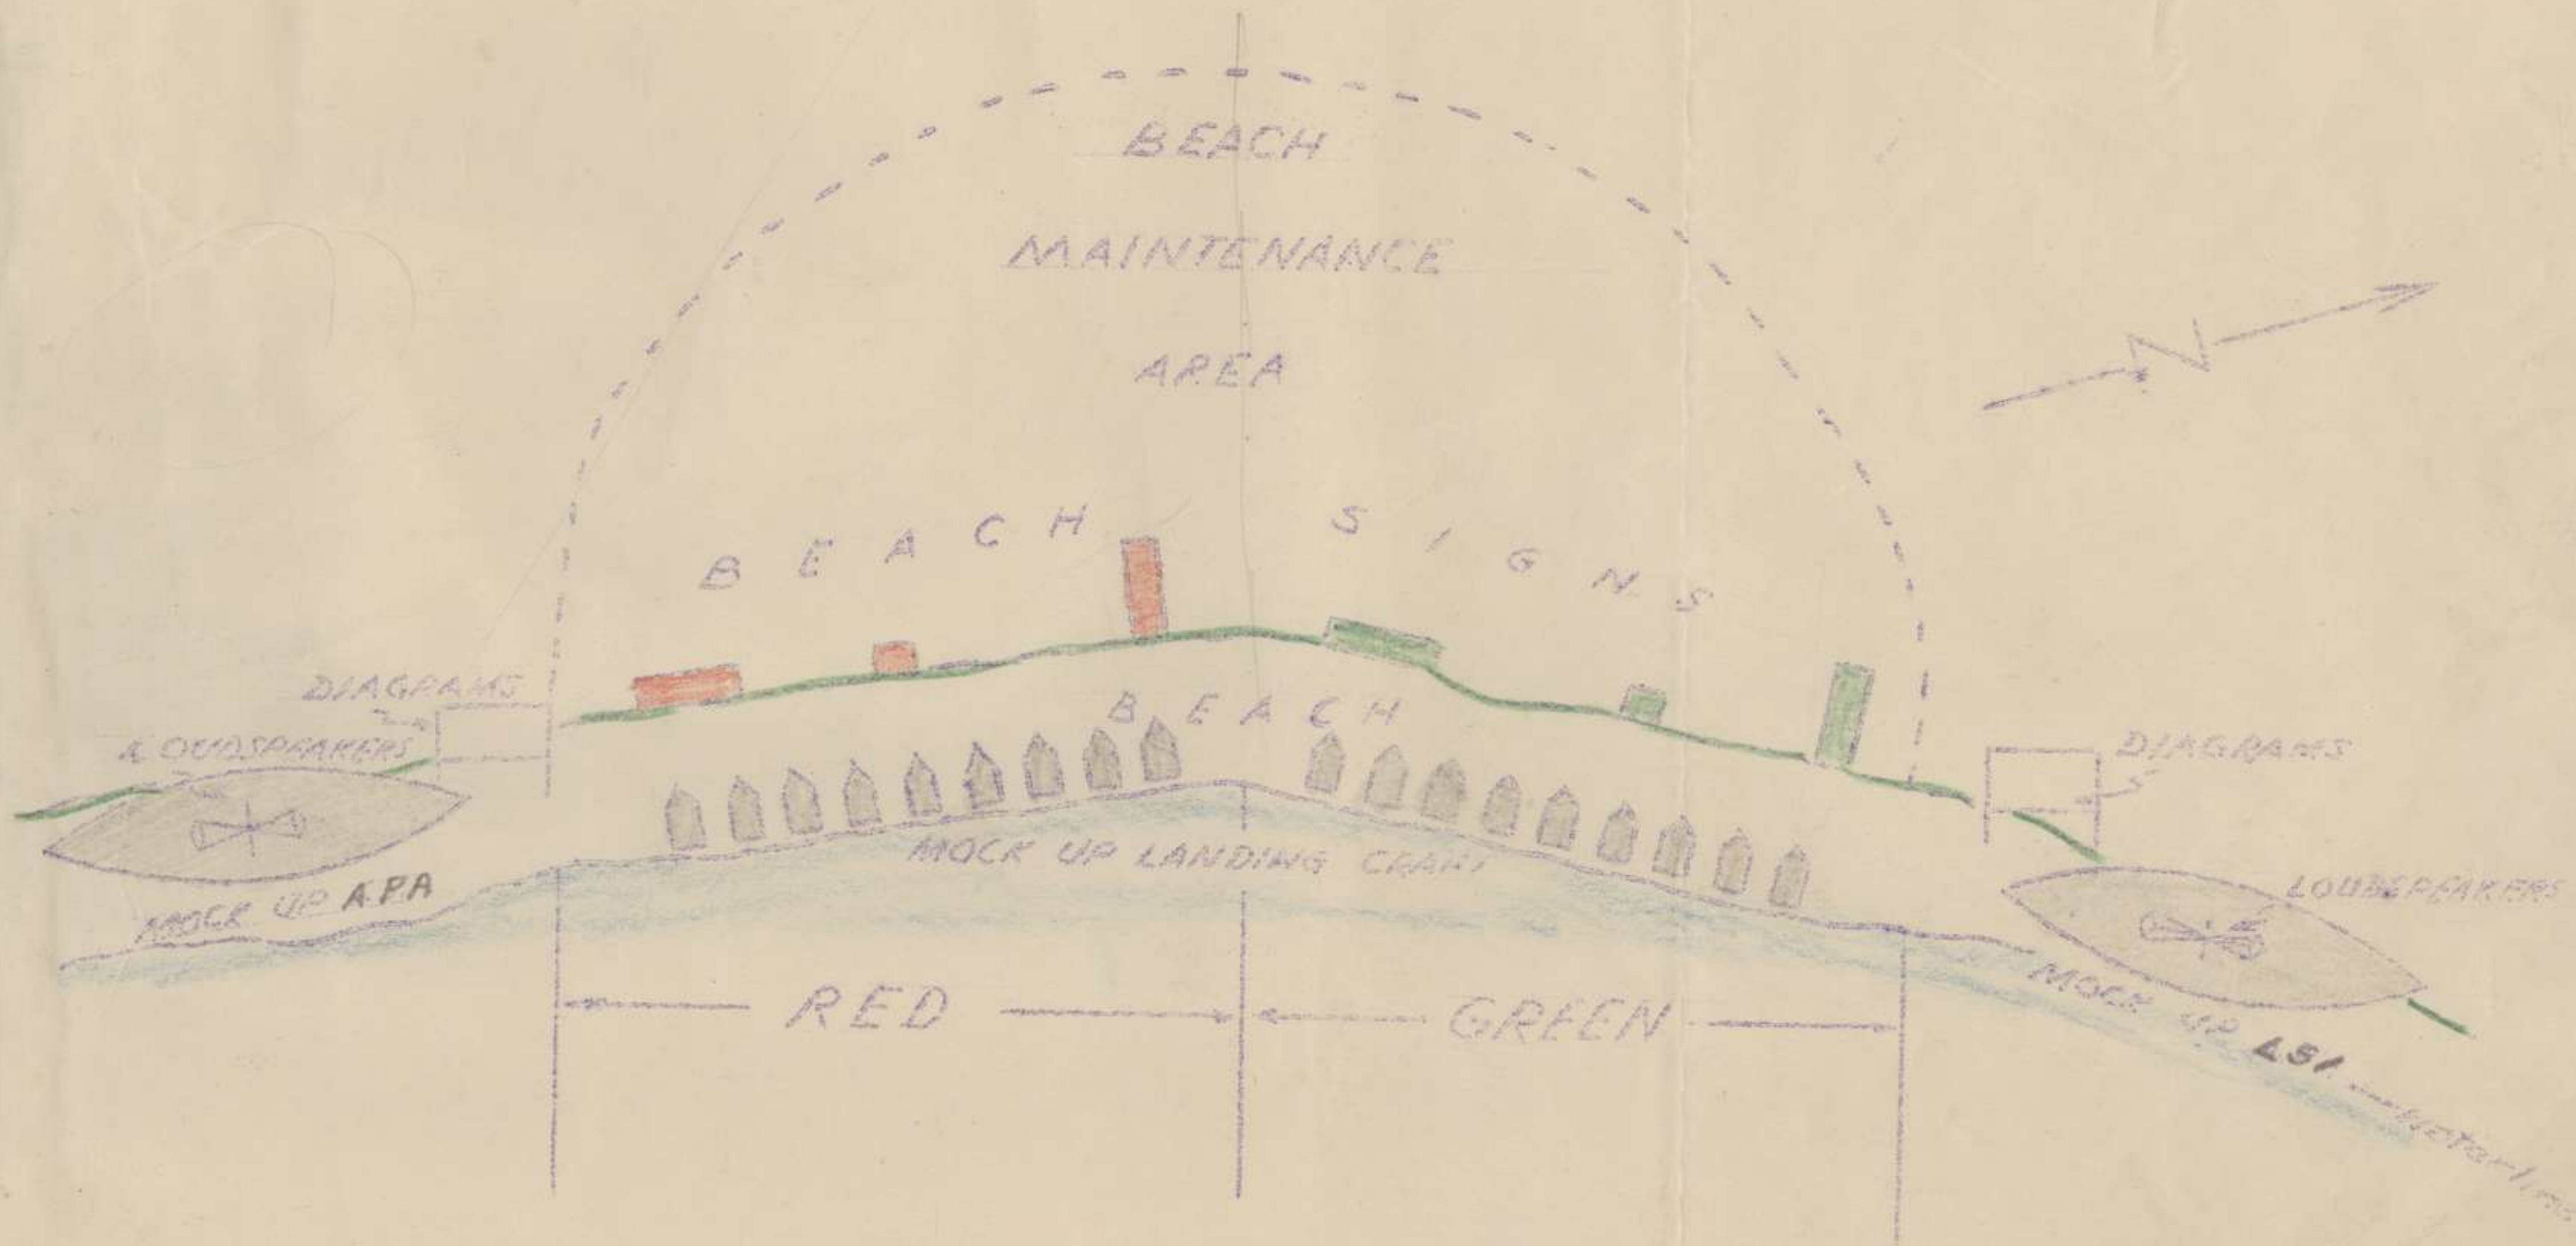 BEACH
MAINTENANCE
AREA
N
BEACH SIGNS
DIAGRAMS
LOUDSPEAKERS
BEACH
DIAGRAMS
LOUDSPEAKERS
MOCK UP LANDING CRAFT
MOCK UP A.P.A
MOCK UP LSI
Waterline
RED
GREEN